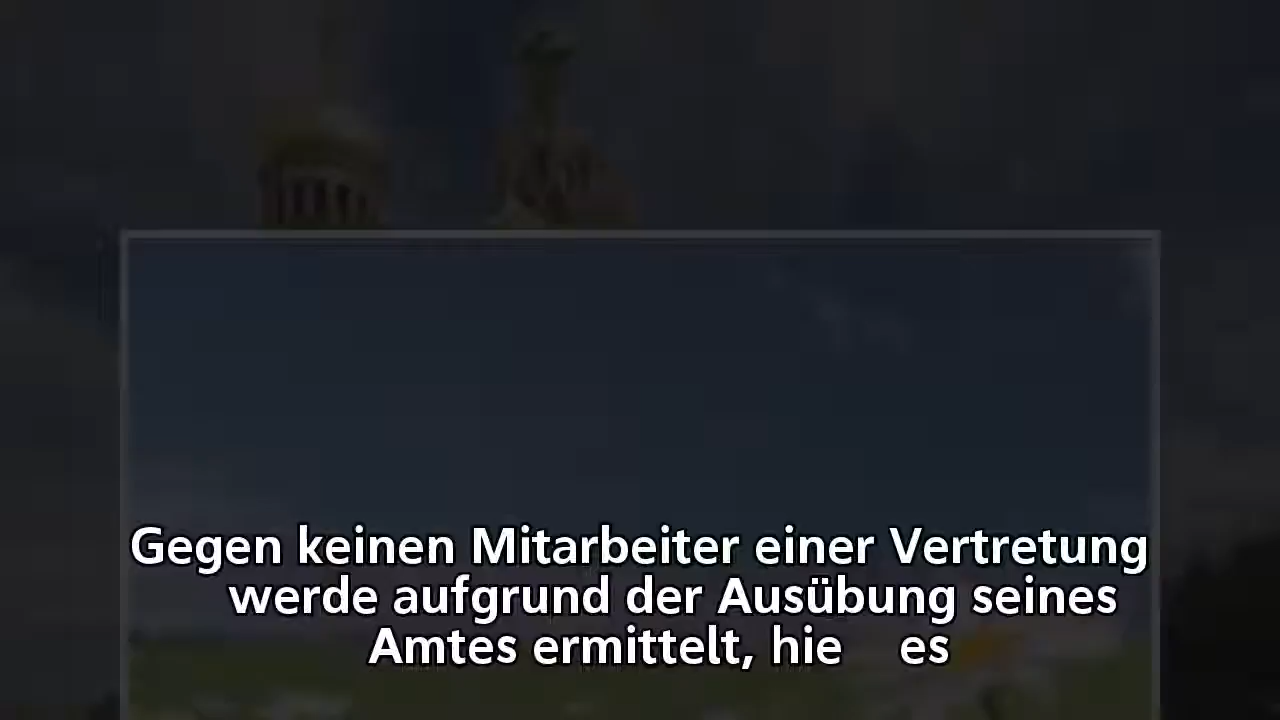 Gegen keinen Mitarbeiter einer Vertretung
werde aufgrund der Ausübung seines
Amtes ermittelt, hie es